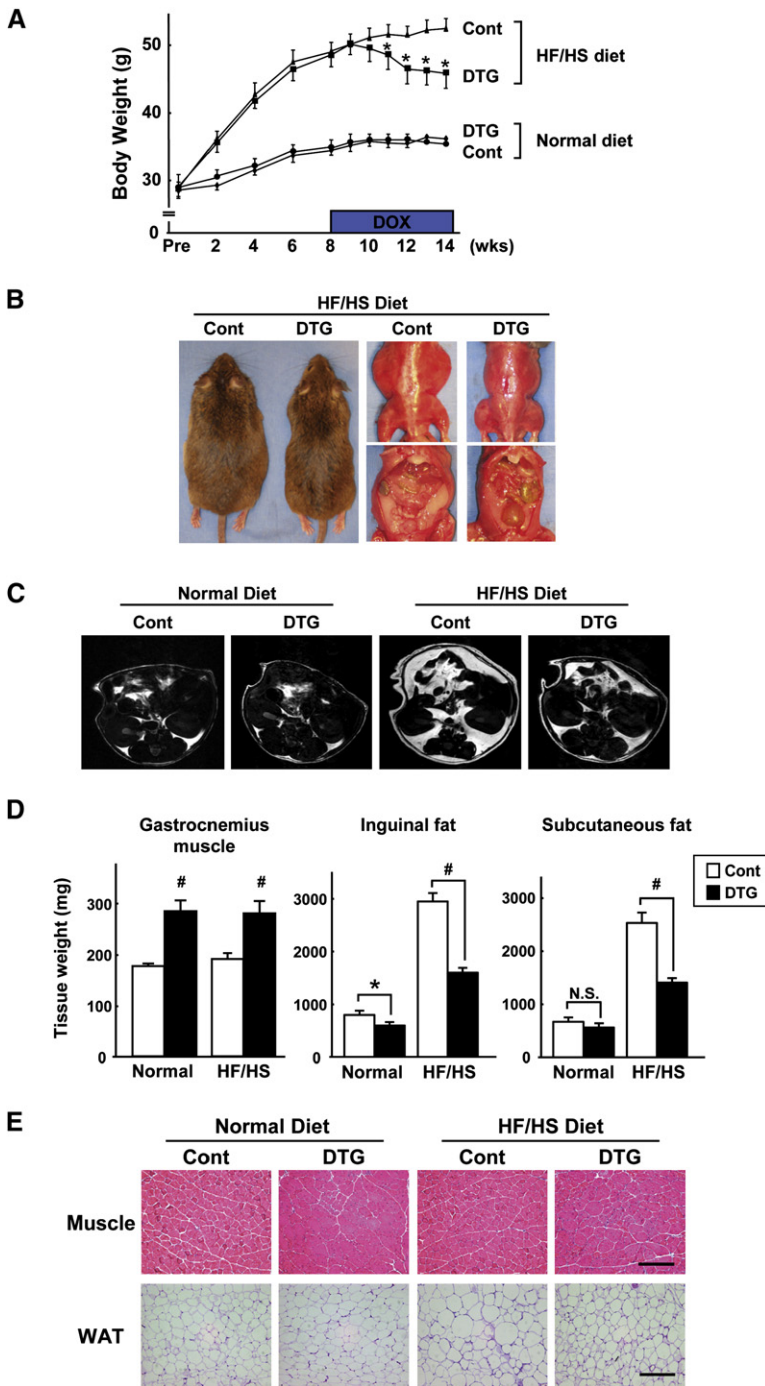 A
Body Weight (g)
50
30
0
Cont
DTG
HF/HS diet
DTG
Cont
Normal diet
* * * *
DOX
Pre 2 4 6 8 10 12 14 (wks)
B
HF/HS Diet
Cont DTG Cont DTG
C
Normal Diet HF/HS Diet
Cont DTG Cont DTG
D
Gastrocnemius
muscle
Inguinal fat
Subcutaneous fat
Cont
DTG
Tissue weight (mg)
300
200
100
0
# #
Normal HF/HS
3000
2000
1000
0
* #
Normal HF/HS
3000
2000
1000
0
N.S. #
Normal HF/HS
E
Normal Diet HF/HS Diet
Cont DTG Cont DTG
Muscle
WAT